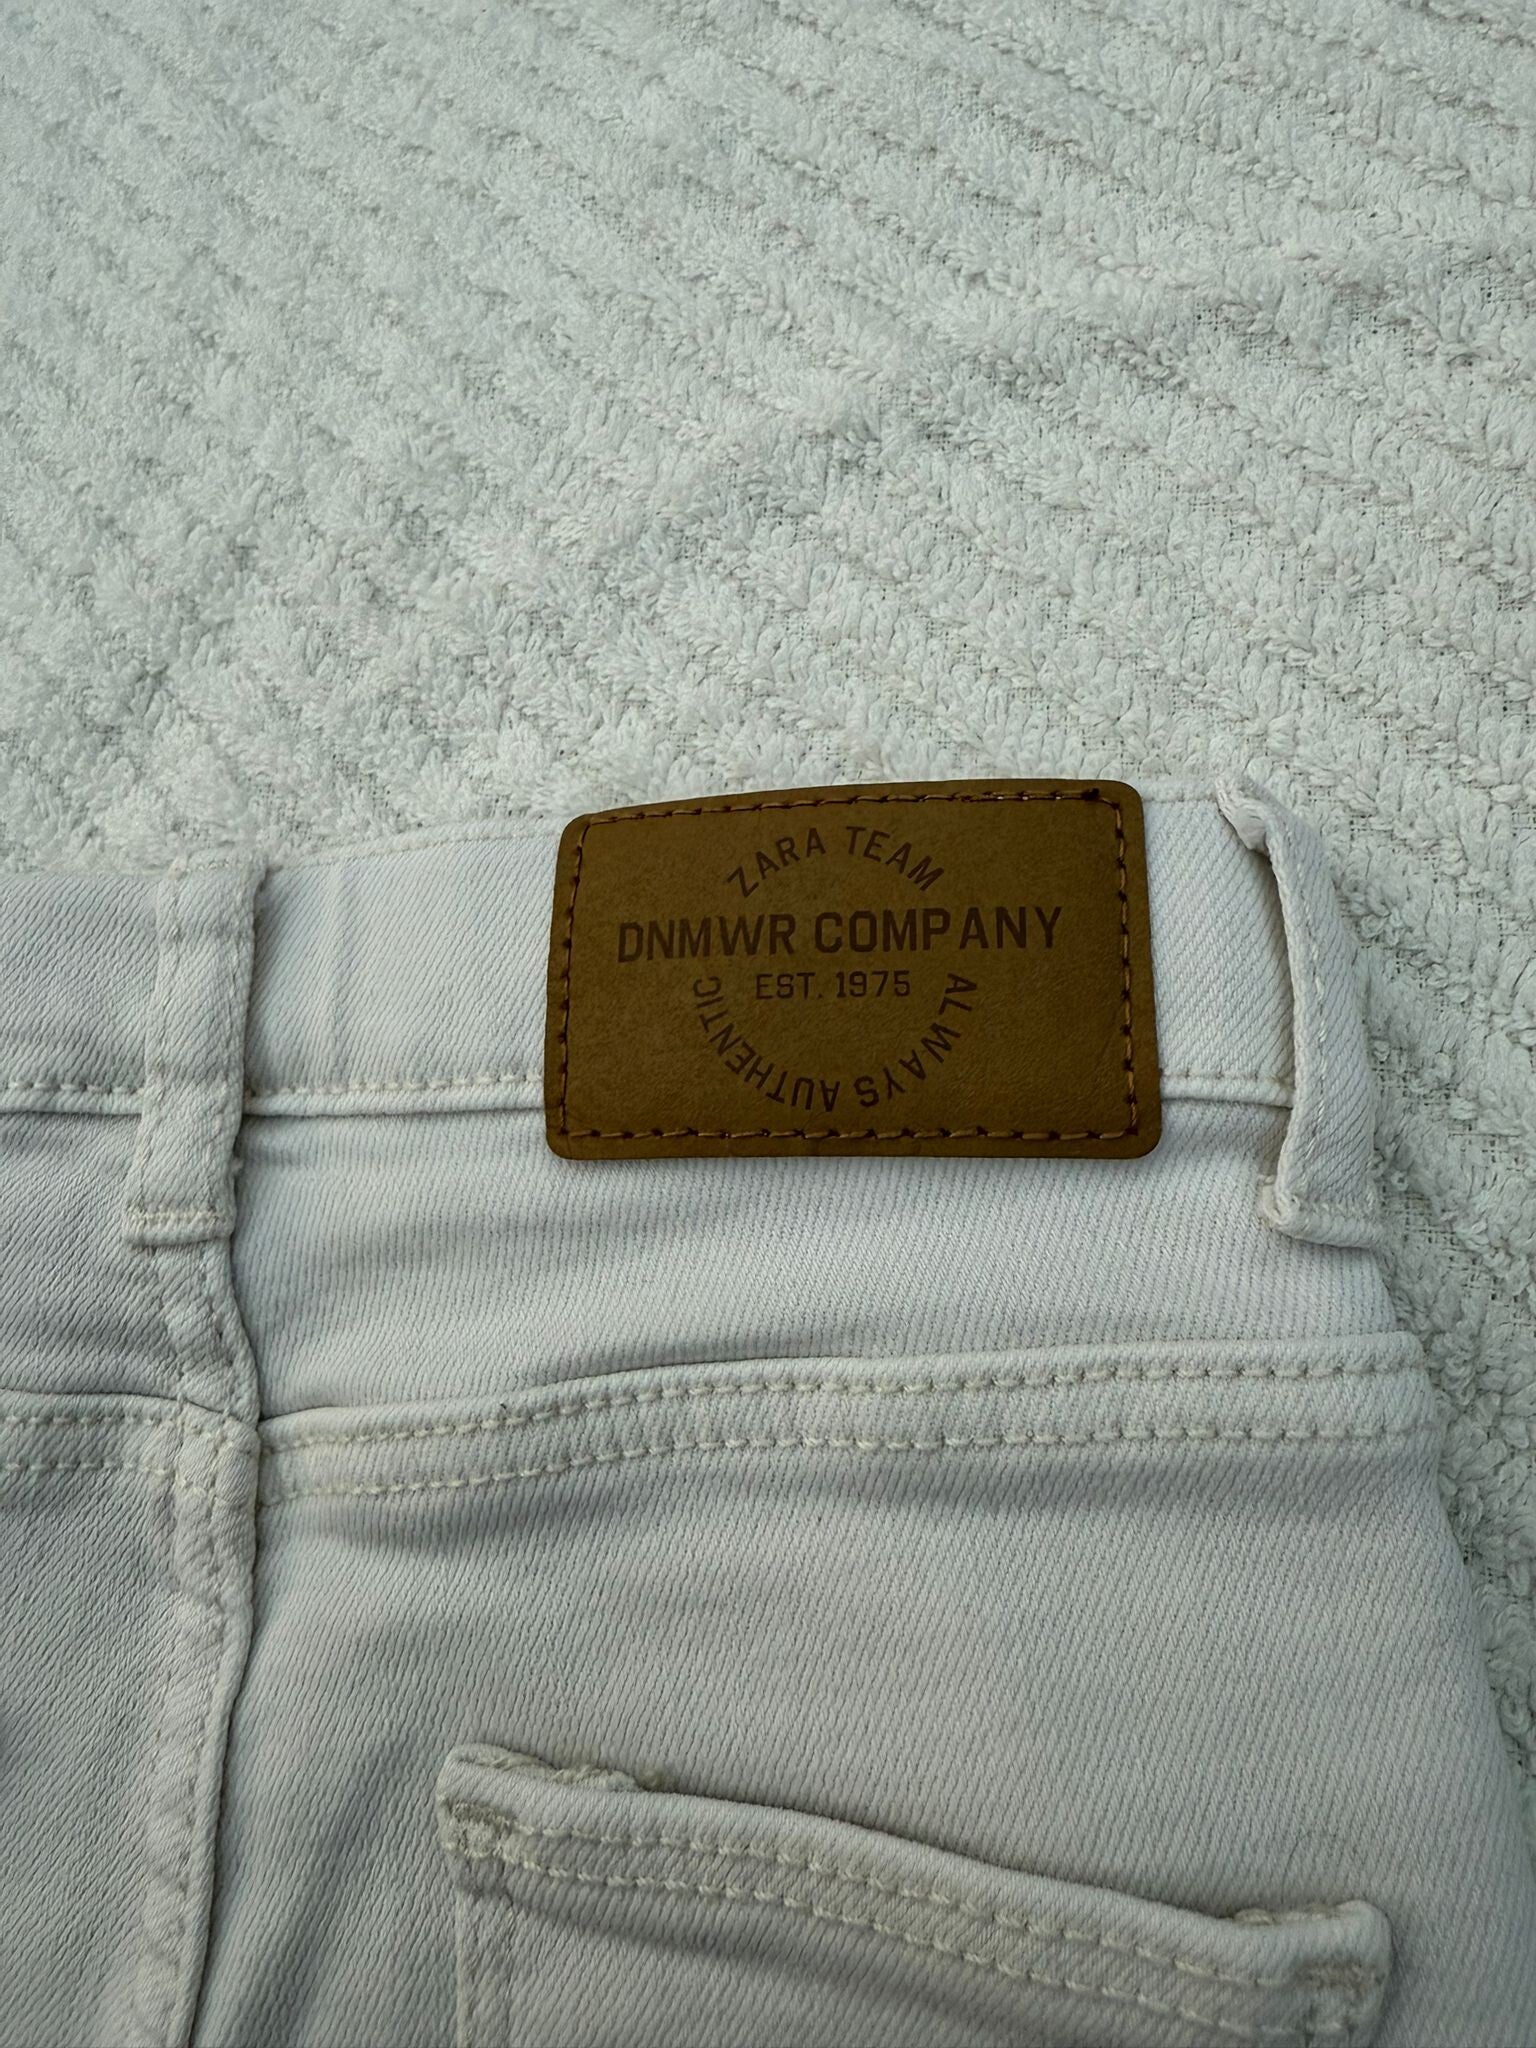 ZARA TEAM
DNMWR COMPANY
EST. 1975
ALWAYS AUTHENTIC